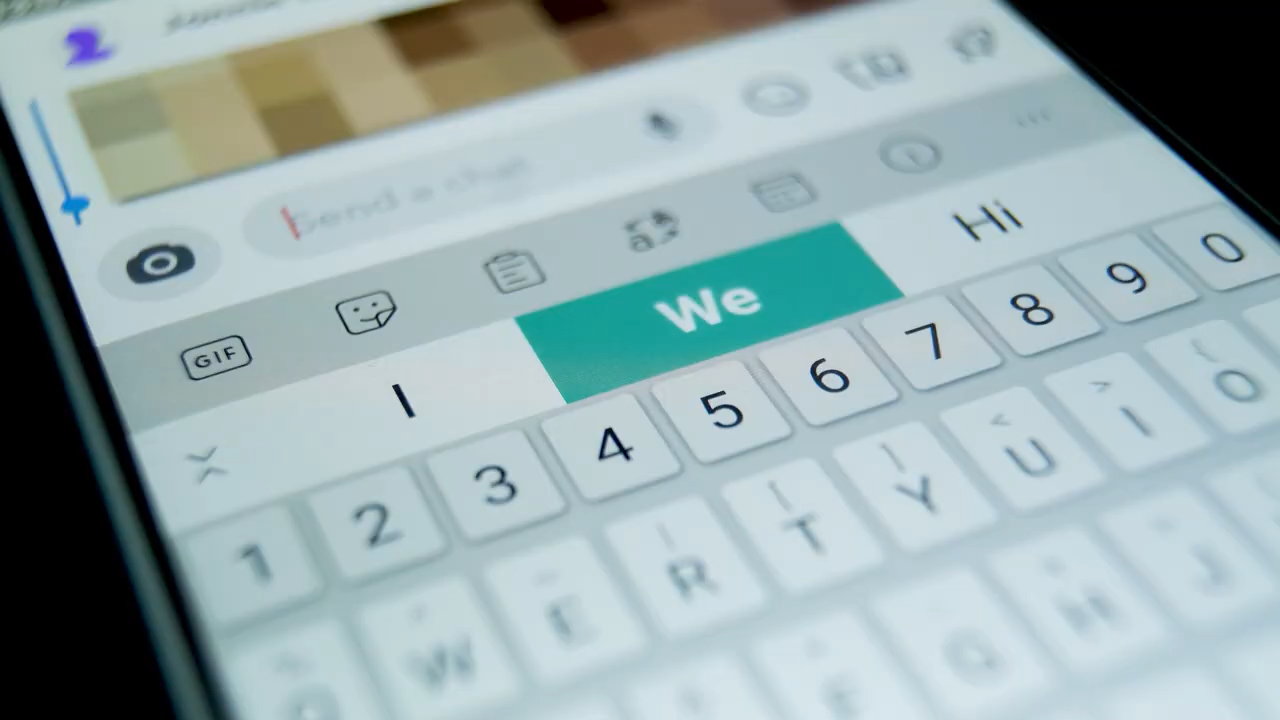 Send a chat
GIF
I We Hi
1 2 3 4 5 6 7 8 9 0
W E R T Y U I O
F G H J